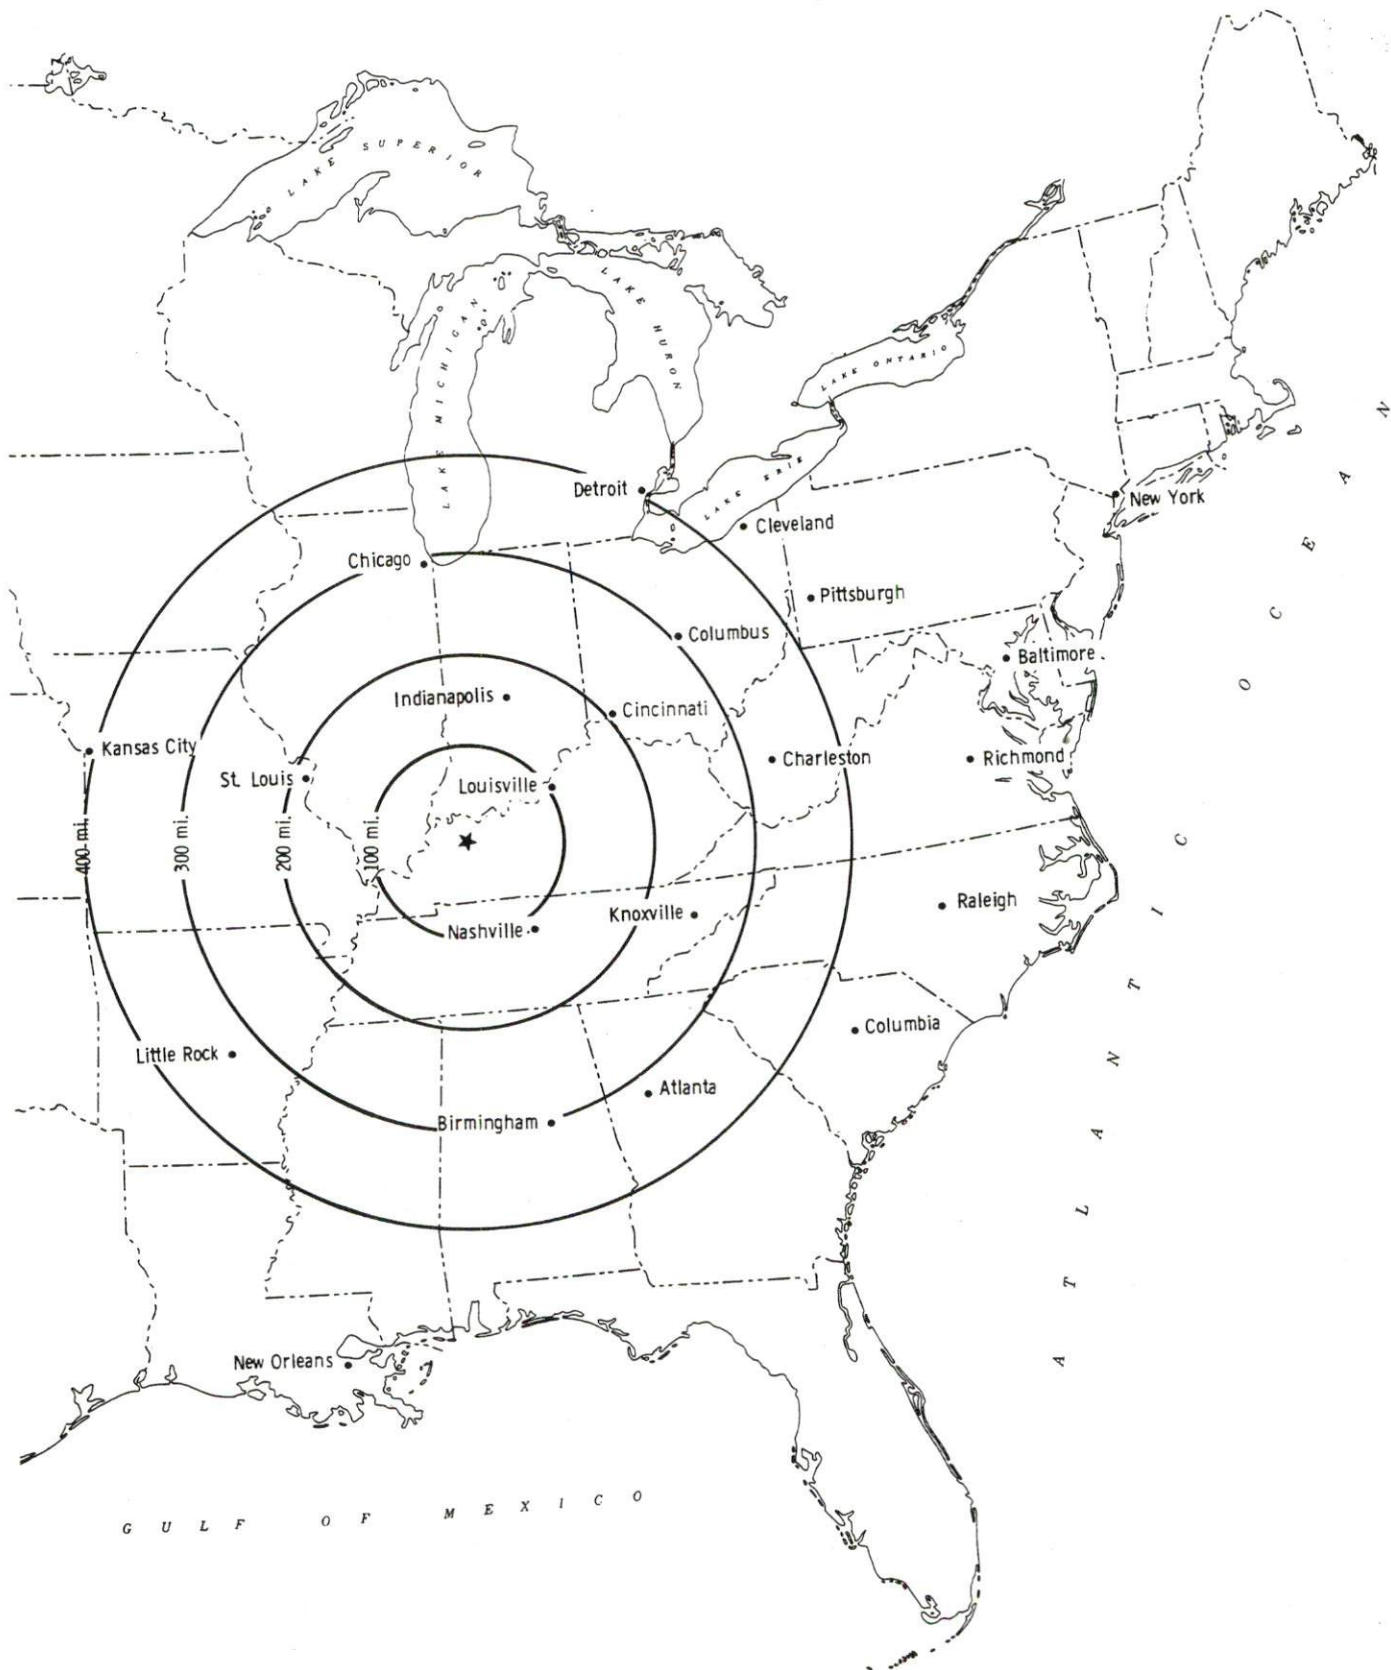 LAKE SUPERIOR
LAKE MICHIGAN
LAKE HURON
LAKE ONTARIO
LAKE ERIE
Detroit
New York
Cleveland
Chicago
Pittsburgh
Columbus
Baltimore
Indianapolis
Cincinnati
Kansas City
Charleston
Richmond
St. Louis
Louisville
400 mi.
300 mi.
200 mi.
100 mi.
Raleigh
Knoxville
Nashville
Columbia
Little Rock
Atlanta
Birmingham
New Orleans
ATLANTIC OCEAN
GULF OF MEXICO